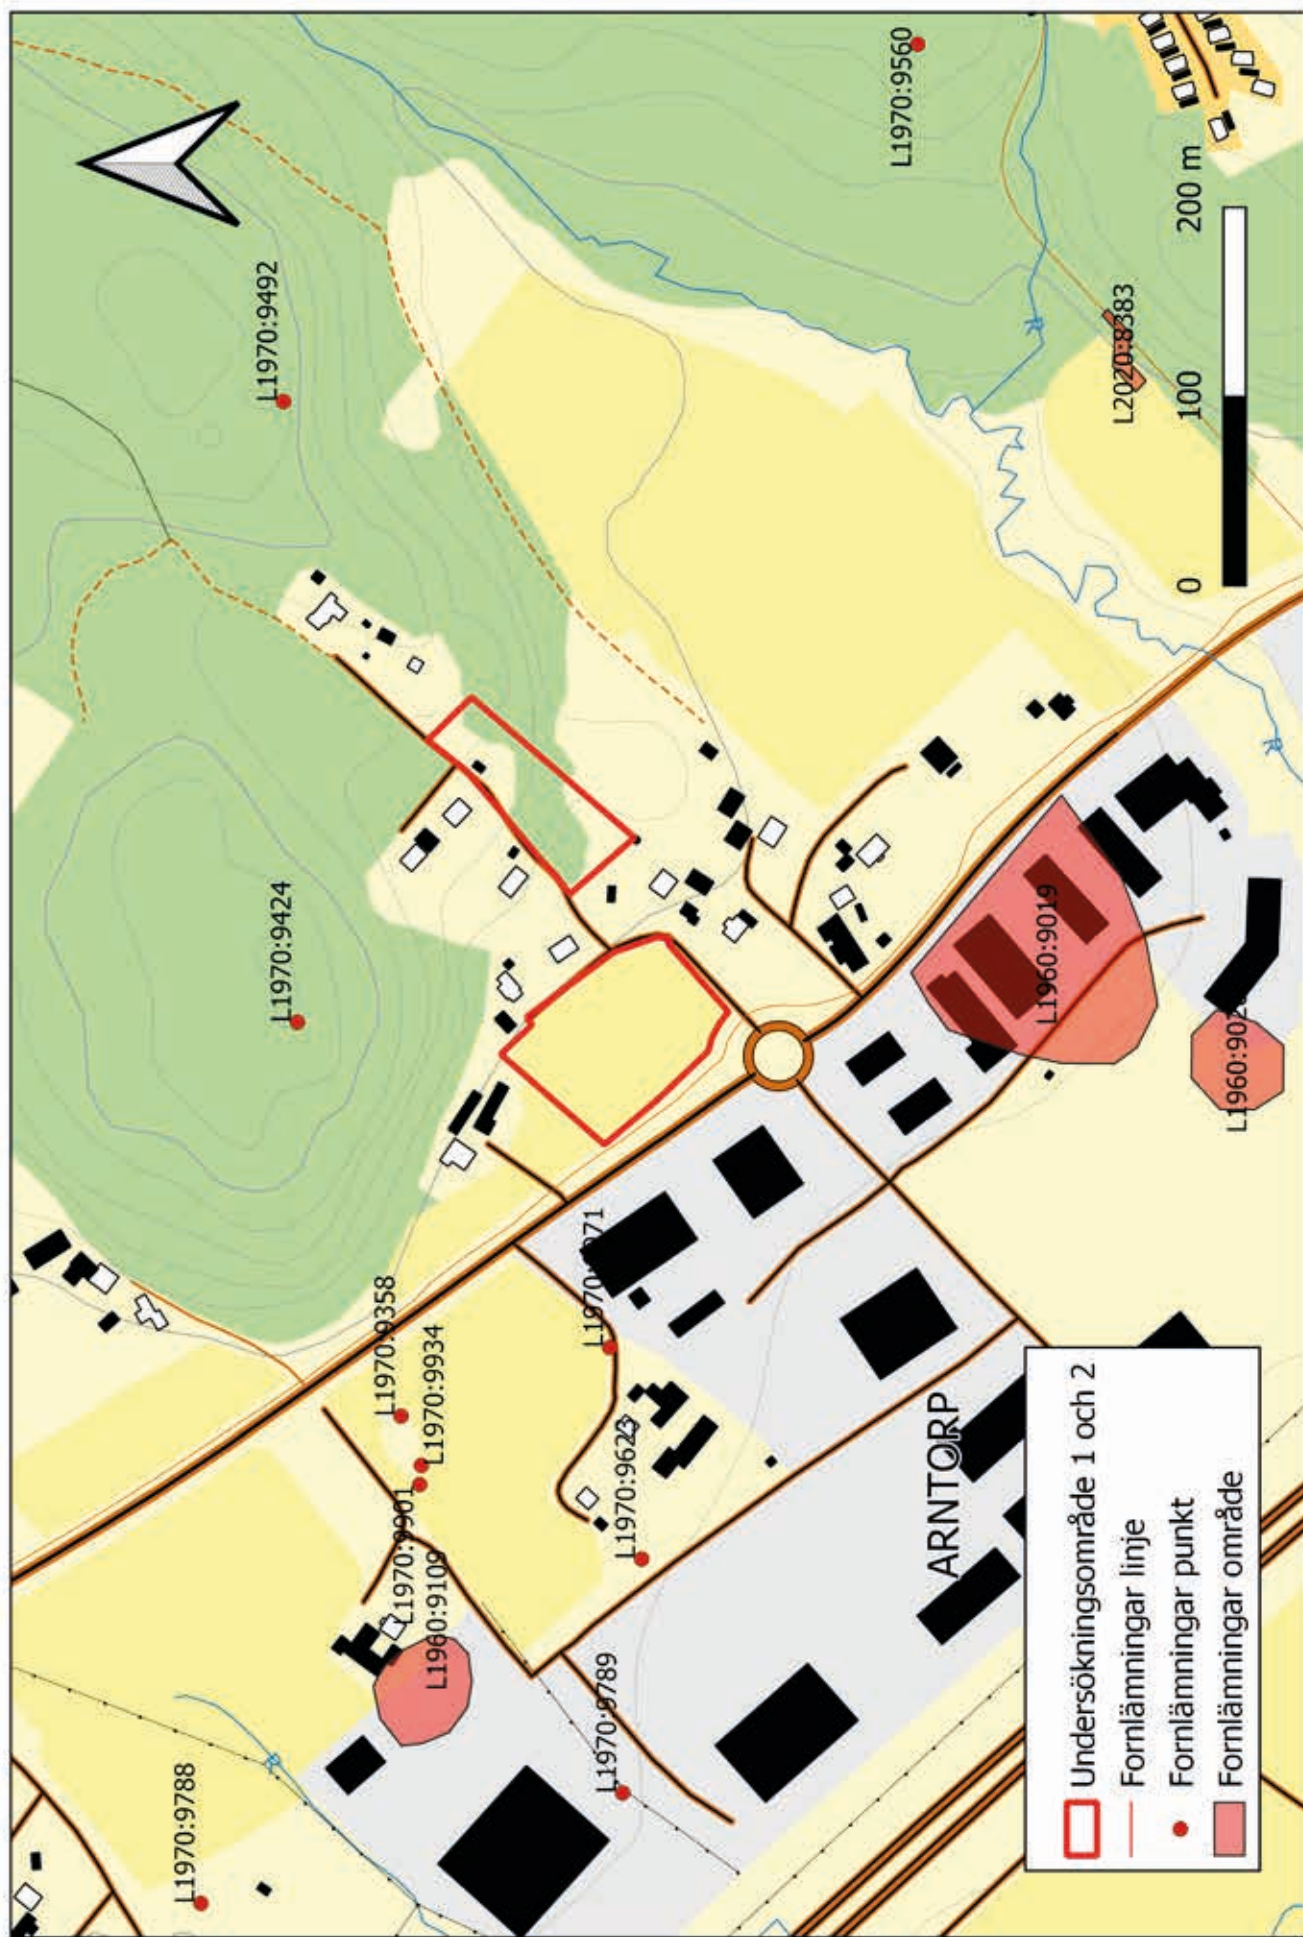 L1970:9788
L1970:9492
L1970:9424
L1970:9358
L1970:9901
L1970:9934
L1960:9109
L1970:9789
L1970:9623
L1970:9560
ARNTORP
L1960:9019
L2020:8383
0 100 200 m
Undersökningsområde 1 och 2
Fornlämningar linje
Fornlämningar punkt
Fornlämningar område